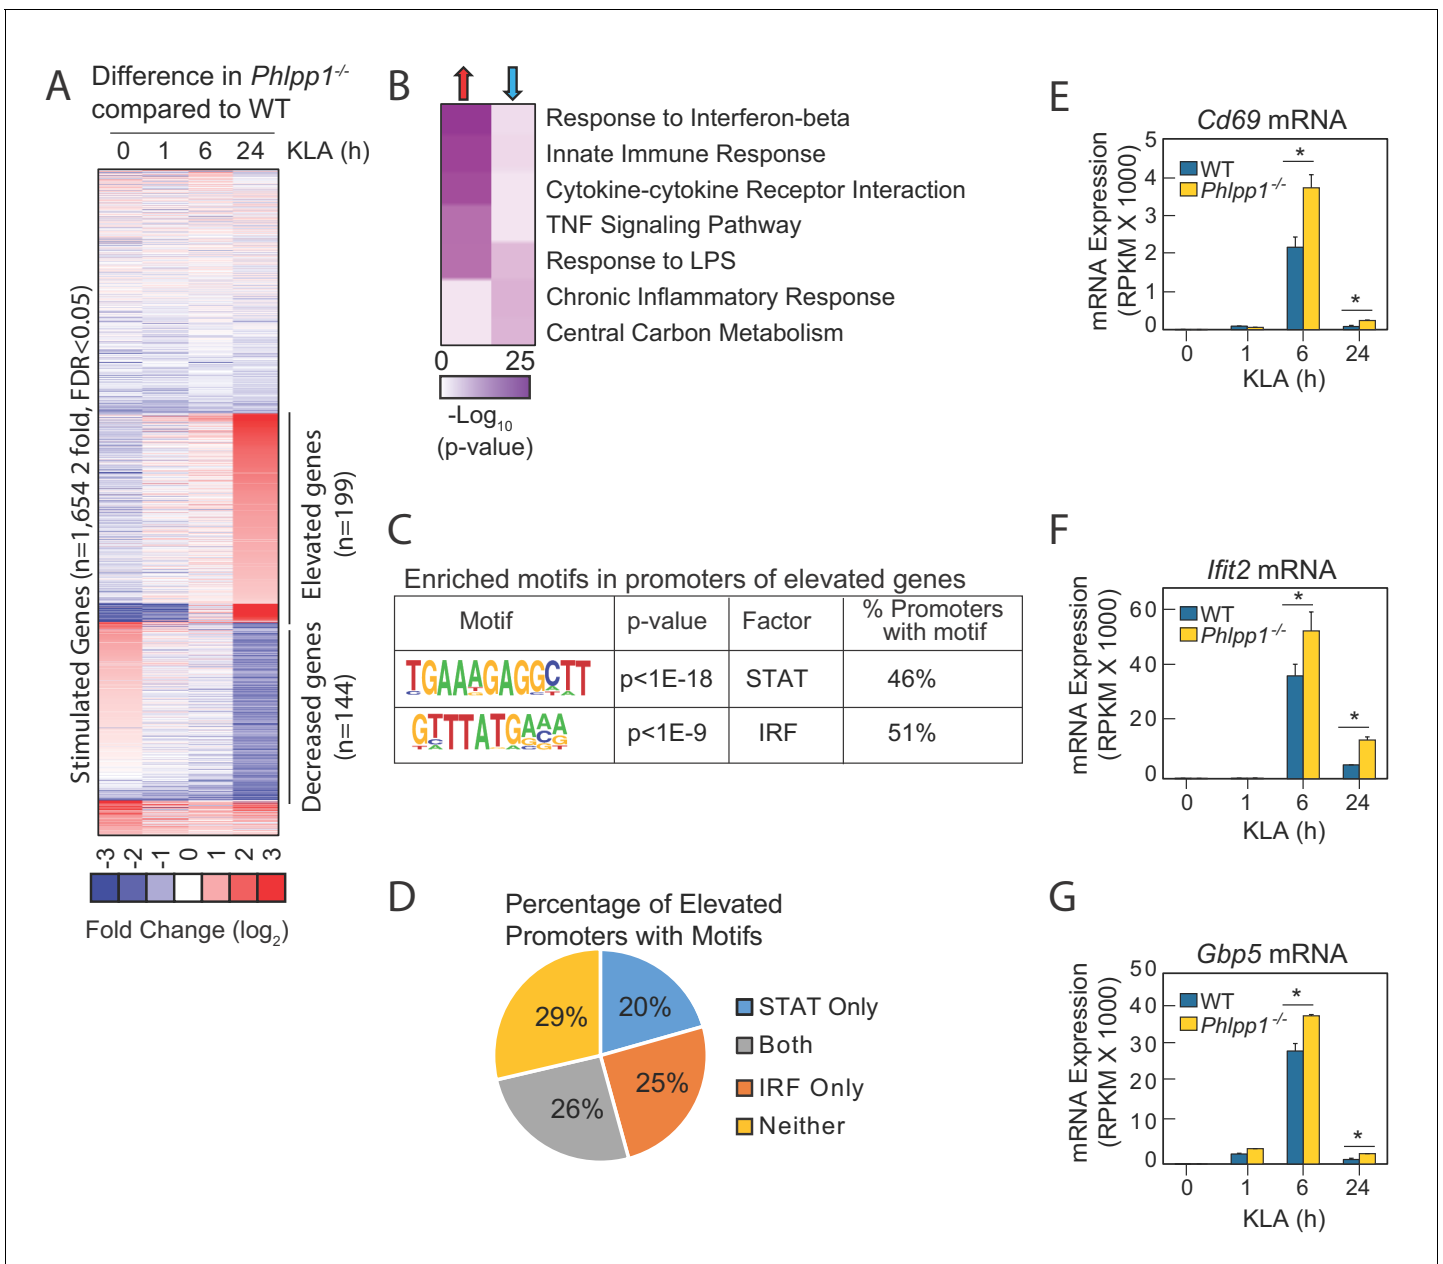 A
Difference in Phlpp1-/-
compared to WT
0 1 6 24 KLA (h)
Stimulated Genes (n=1,654 2 fold, FDR<0.05)
Elevated genes
(n=199)
Decreased genes
(n=144)
-3 -2 -1 0 1 2 3
Fold Change (log2)
B
Response to Interferon-beta
Innate Immune Response
Cytokine-cytokine Receptor Interaction
TNF Signaling Pathway
Response to LPS
Chronic Inflammatory Response
Central Carbon Metabolism
0 25
-Log10
(p-value)
C
Enriched motifs in promoters of elevated genes
Motif p-value Factor % Promoters
with motif
TGAAAGAGGCTT p<1E-18 STAT 46%
GTTTATGAAA p<1E-9 IRF 51%
D
Percentage of Elevated
Promoters with Motifs
29% 20%
25%
26%
STAT Only
Both
IRF Only
Neither
E
Cd69 mRNA
mRNA Expression
(RPKM X 1000)
5
4
3
2
1
0
WT
Phlpp1-/-
*
*
0 1 6 24
KLA (h)
F
Ifit2 mRNA
mRNA Expression
(RPKM X 1000)
60
40
20
0
WT
Phlpp1-/-
*
*
0 1 6 24
KLA (h)
G
Gbp5 mRNA
mRNA Expression
(RPKM X 1000)
50
40
30
20
10
0
WT
Phlpp1-/-
*
*
0 1 6 24
KLA (h)